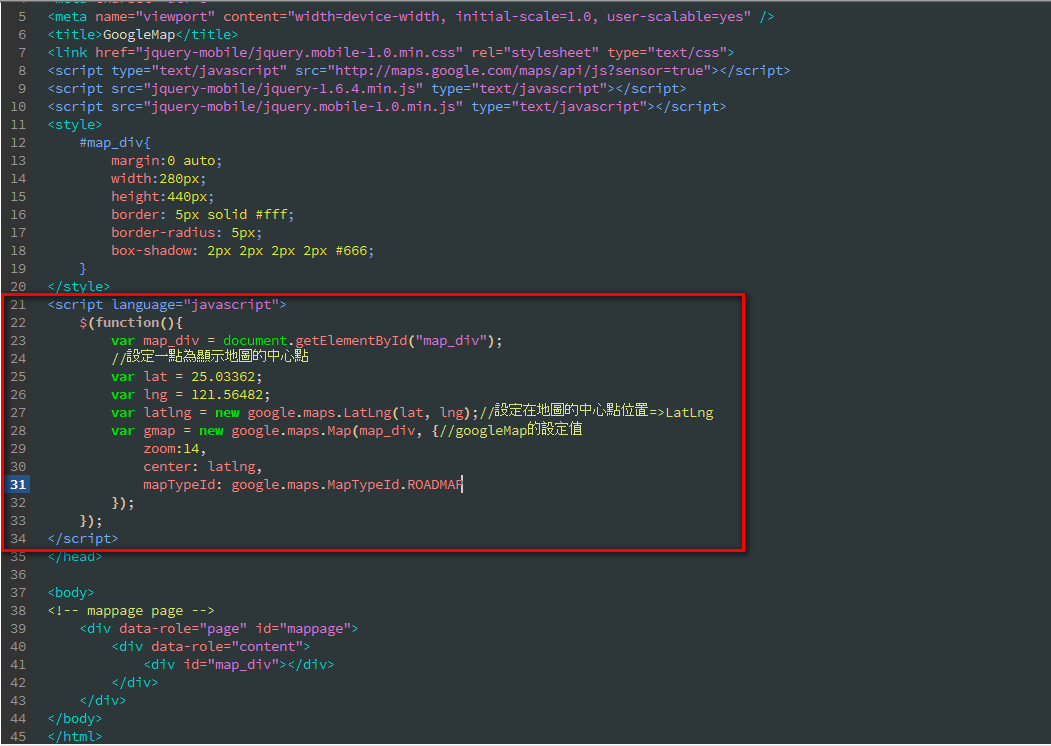 5 <meta name="viewport" content="width=device-width, initial-scale=1.0, user-scalable=yes" />
6 <title>GoogleMap</title>
7 <link href="jquery-mobile/jquery.mobile-1.0.min.css" rel="stylesheet" type="text/css">
8 <script type="text/javascript" src="http://maps.google.com/maps/api/js?sensor=true"></script>
9 <script src="jquery-mobile/jquery-1.6.4.min.js" type="text/javascript"></script>
10 <script src="jquery-mobile/jquery.mobile-1.0.min.js" type="text/javascript"></script>
11 <style>
12 #map_div{
13 margin:0 auto;
14 width:280px;
15 height:440px;
16 border: 5px solid #fff;
17 border-radius: 5px;
18 box-shadow: 2px 2px 2px 2px #666;
19 }
20 </style>
21 <script language="javascript">
22 $(function(){
23 var map_div = document.getElementById("map_div");
24 //設定一點為顯示地圖的中心點
25 var lat = 25.03362;
26 var lng = 121.56482;
27 var latlng = new google.maps.LatLng(lat, lng);//設定在地圖的中心點位置=>LatLng
28 var gmap = new google.maps.Map(map_div, {//googleMap的設定值
29 zoom:14,
30 center: latlng,
31 mapTypeId: google.maps.MapTypeId.ROADMAP
32 });
33 });
34 </script>
35 </head>
36
37 <body>
38 <!-- mappage page -->
39 <div data-role="page" id="mappage">
40 <div data-role="content">
41 <div id="map_div"></div>
42 </div>
43 </div>
44 </body>
45 </html>